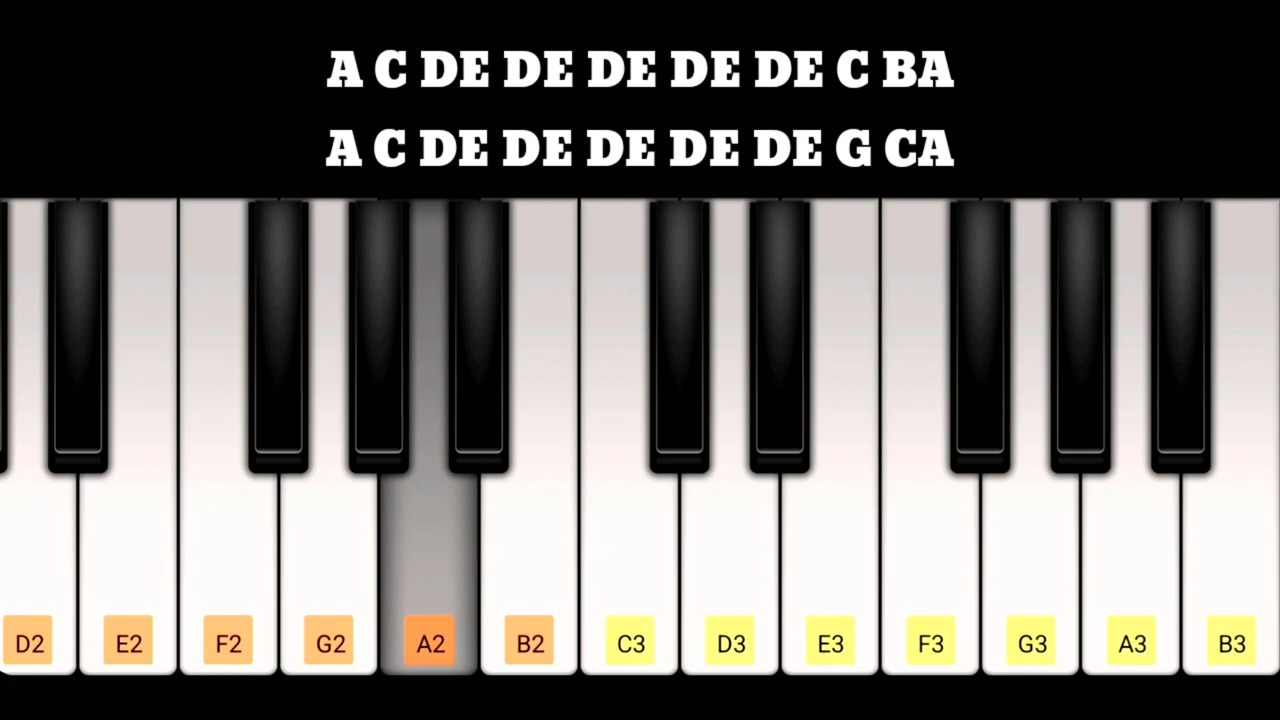 A C DE DE DE DE DE C BA
A C DE DE DE DE DE G CA
D2 E2 F2 G2 A2 B2 C3 D3 E3 F3 G3 A3 B3